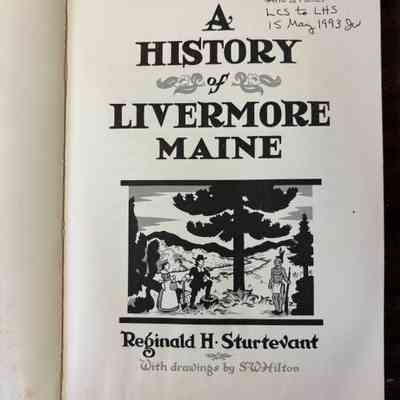 LCS to LHS
15 May 1993
A
HISTORY
of
LIVERMORE
MAINE
Reginald H. Sturtevant
With drawings by S.W. Hilton